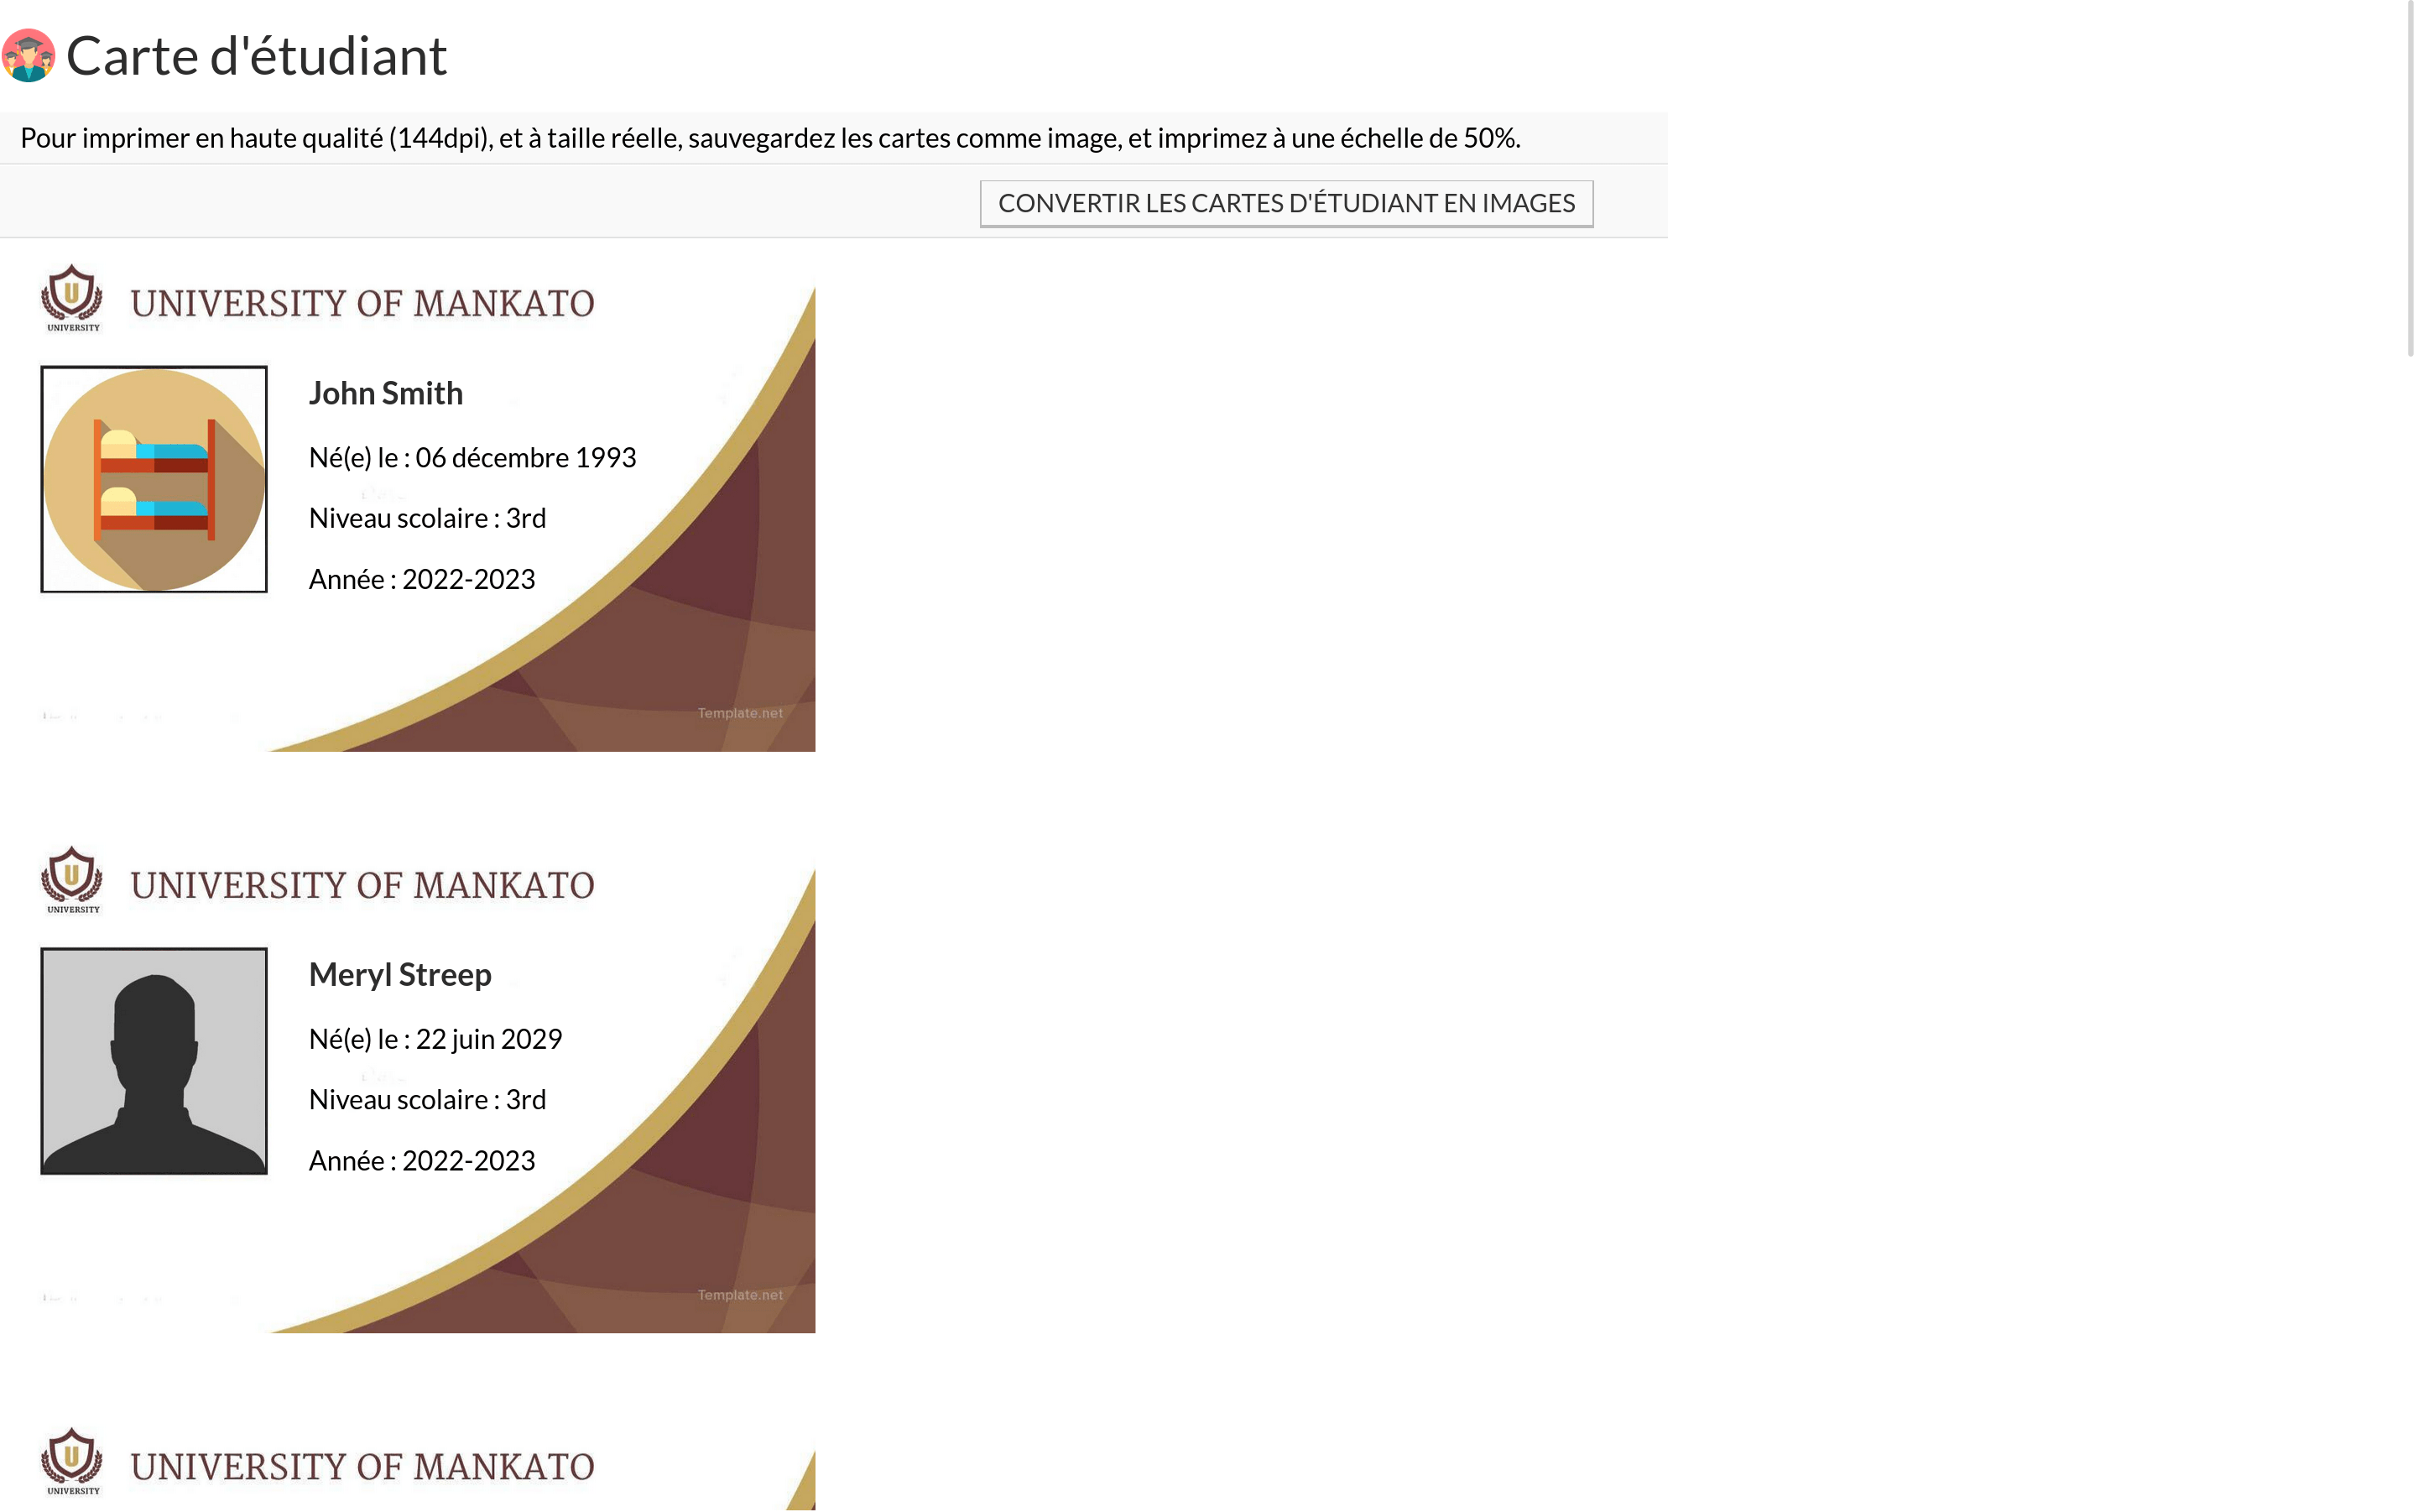 Carte d'étudiant
Pour imprimer en haute qualité (144dpi), et à taille réelle, sauvegardez les cartes comme image, et imprimez à une échelle de 50%.
CONVERTIR LES CARTES D'ÉTUDIANT EN IMAGES
U
UNIVERSITY
UNIVERSITY OF MANKATO
John Smith
Né(e) le : 06 décembre 1993
Niveau scolaire : 3rd
Année : 2022-2023
Template.net
U
UNIVERSITY
UNIVERSITY OF MANKATO
Meryl Streep
Né(e) le : 22 juin 2029
Niveau scolaire : 3rd
Année : 2022-2023
Template.net
U
UNIVERSITY
UNIVERSITY OF MANKATO